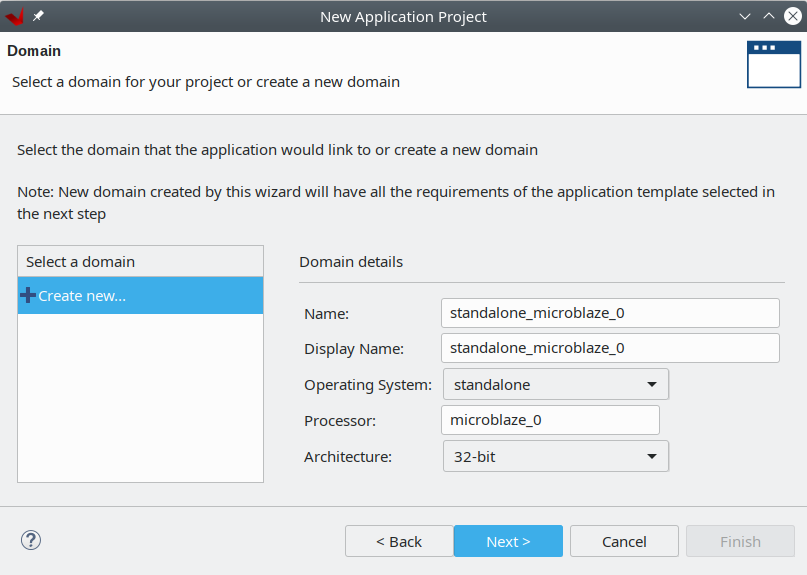 New Application Project
Domain
Select a domain for your project or create a new domain
Select the domain that the application would link to or create a new domain
Note: New domain created by this wizard will have all the requirements of the application template selected in
the next step
Select a domain
Create new...
Domain details
Name: standalone_microblaze_0
Display Name: standalone_microblaze_0
Operating System: standalone
Processor: microblaze_0
Architecture: 32-bit
? < Back Next > Cancel Finish